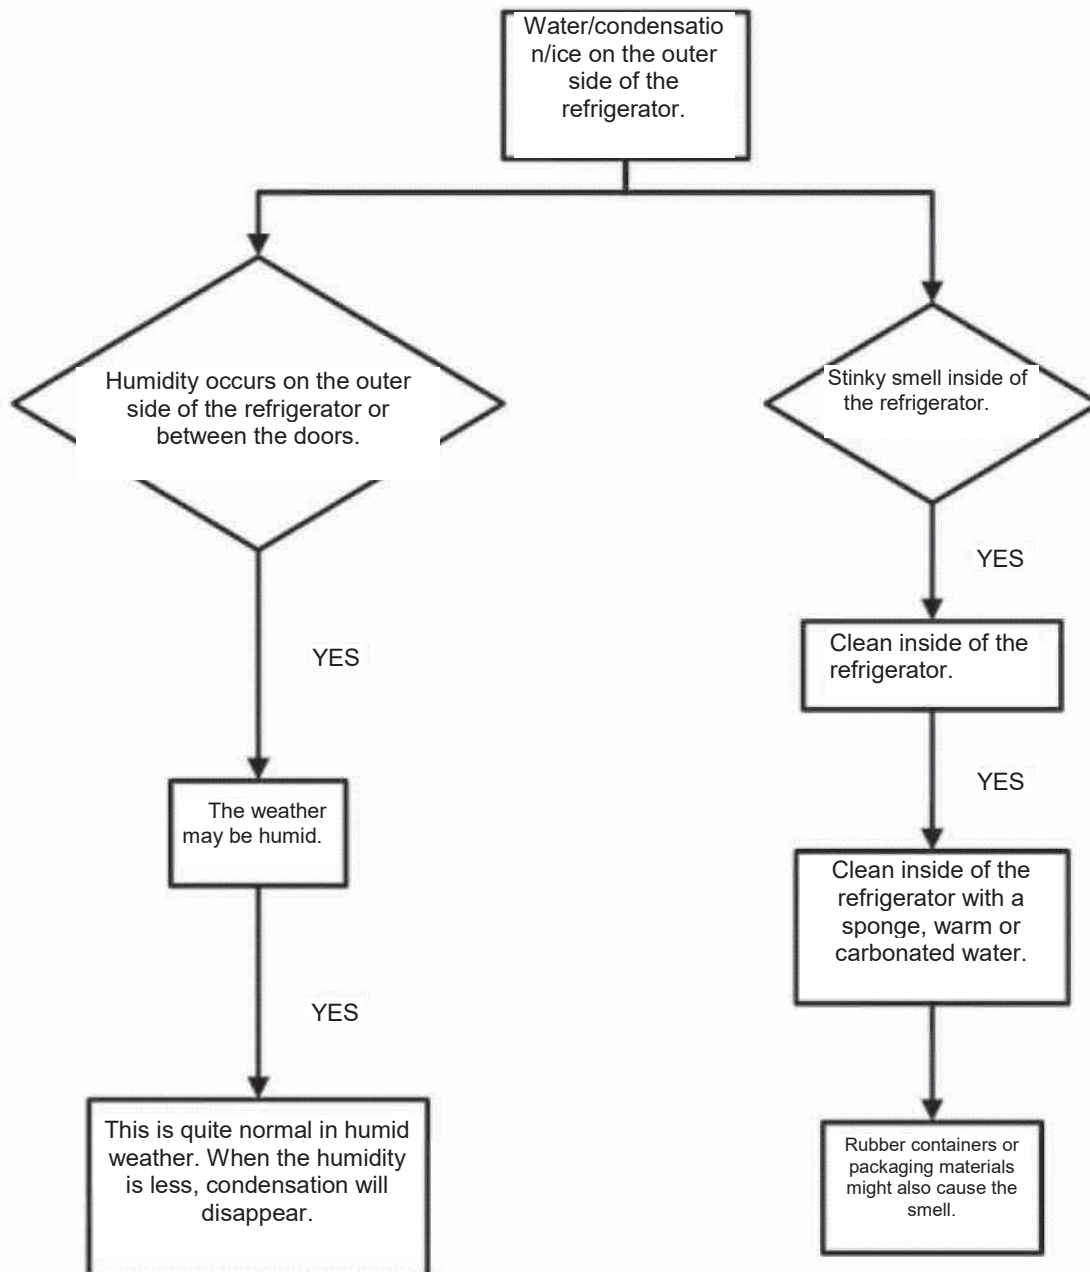 Water/condensatio
n/ice on the outer
side of the
refrigerator.
Humidity occurs on the outer
side of the refrigerator or
between the doors.
Stinky smell inside of
the refrigerator.
YES
Clean inside of the
refrigerator.
YES
YES
The weather
may be humid.
Clean inside of the
refrigerator with a
sponge, warm or
carbonated water.
YES
This is quite normal in humid
weather. When the humidity
is less, condensation will
disappear.
Rubber containers or
packaging materials
might also cause the
smell.